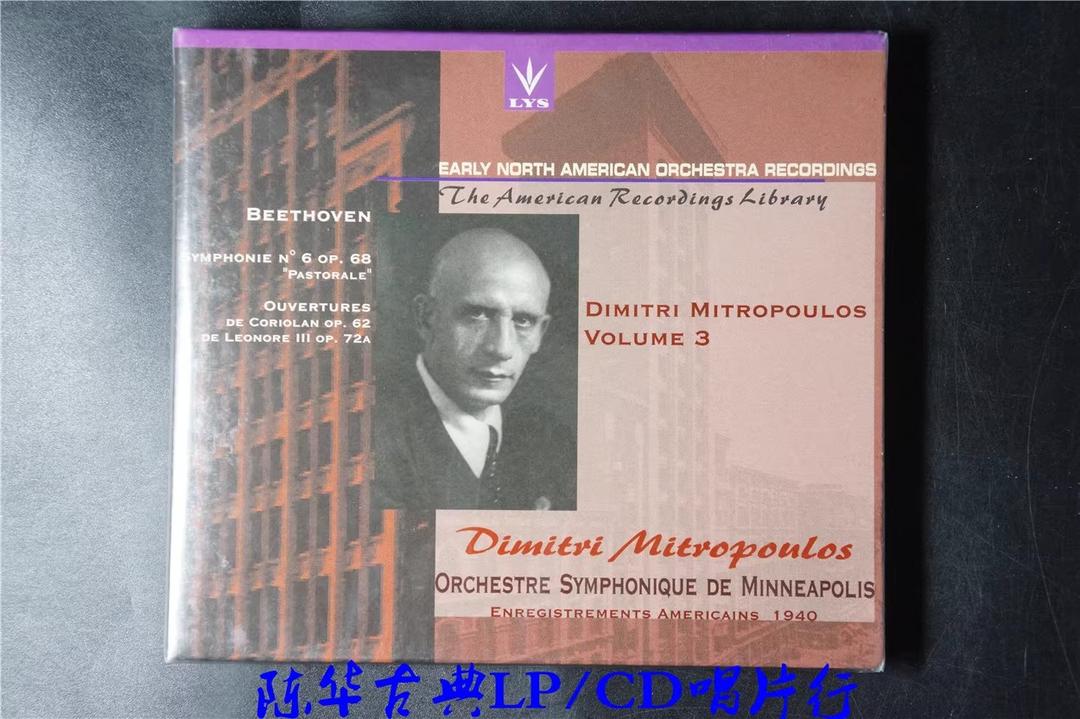 LYS
EARLY NORTH AMERICAN ORCHESTRA RECORDINGS
The American Recordings Library
BEETHOVEN
SYMPHONIE N° 6 OP. 68
"PASTORALE"
OUVERTURES
DE CORIOLAN OP. 62
DE LEONORE III OP. 72A
DIMITRI MITROPOULOS
VOLUME 3
Dimitri Mitropoulos
ORCHESTRE SYMPHONIQUE DE MINNEAPOLIS
ENREGISTREMENTS AMERICAINS 1940
陈华古典LP/CD唱片行